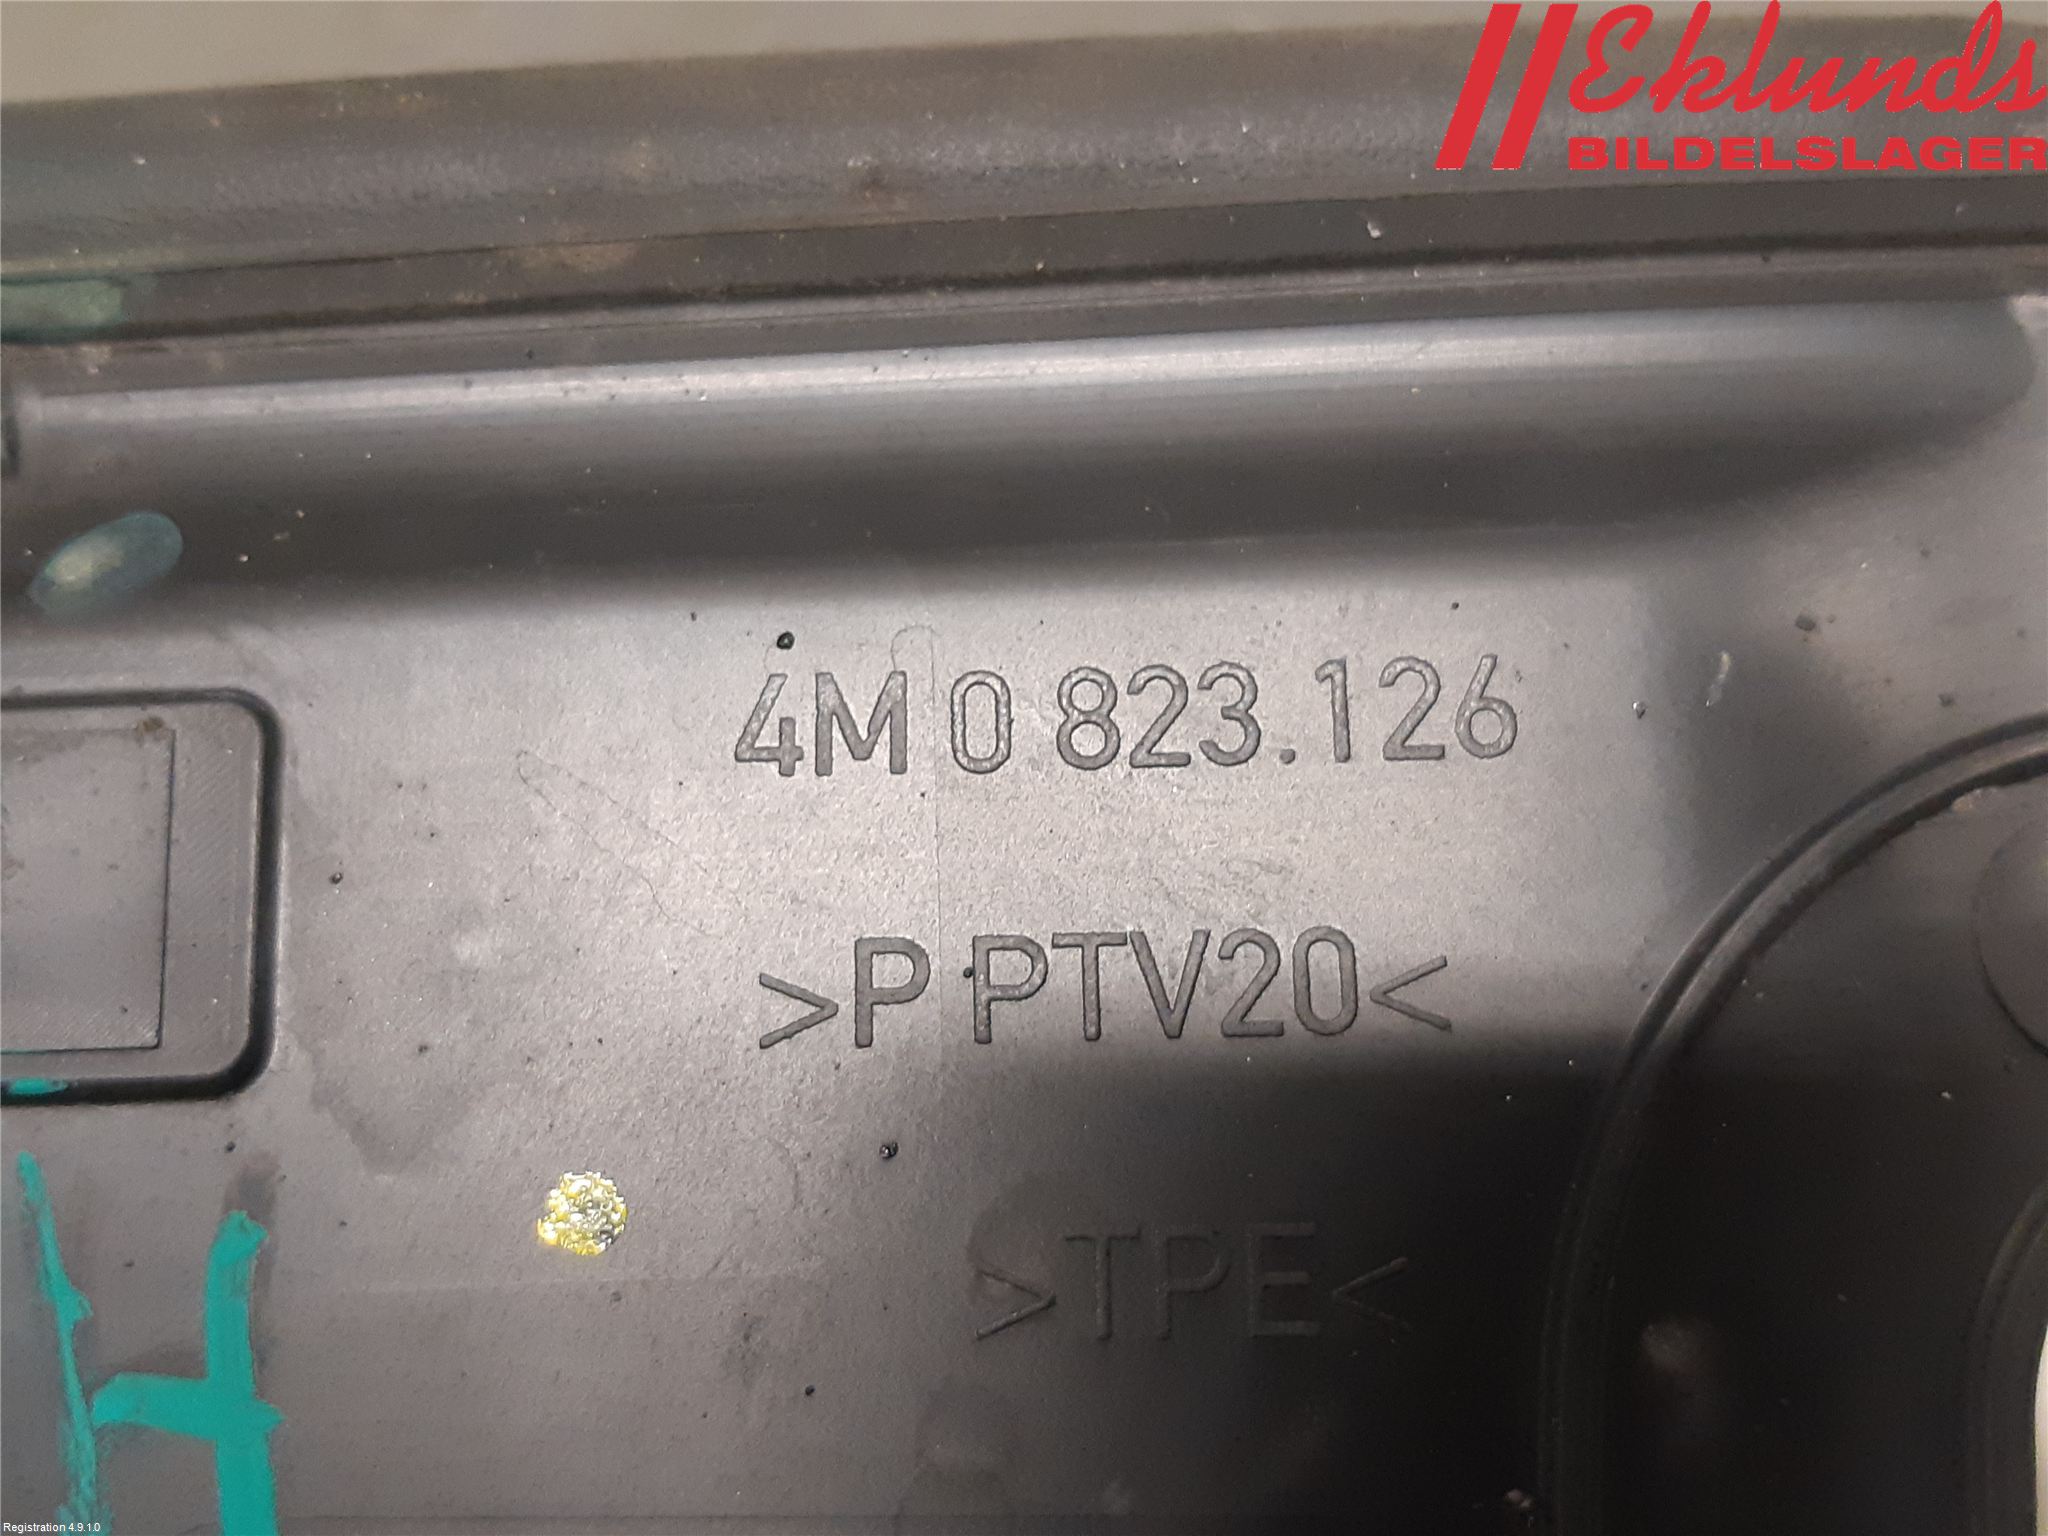 Eklunds
BILDELSLAGER
4M0 823.126
>P PTV20<
>TPE<
H
Registration 4.9.1.0